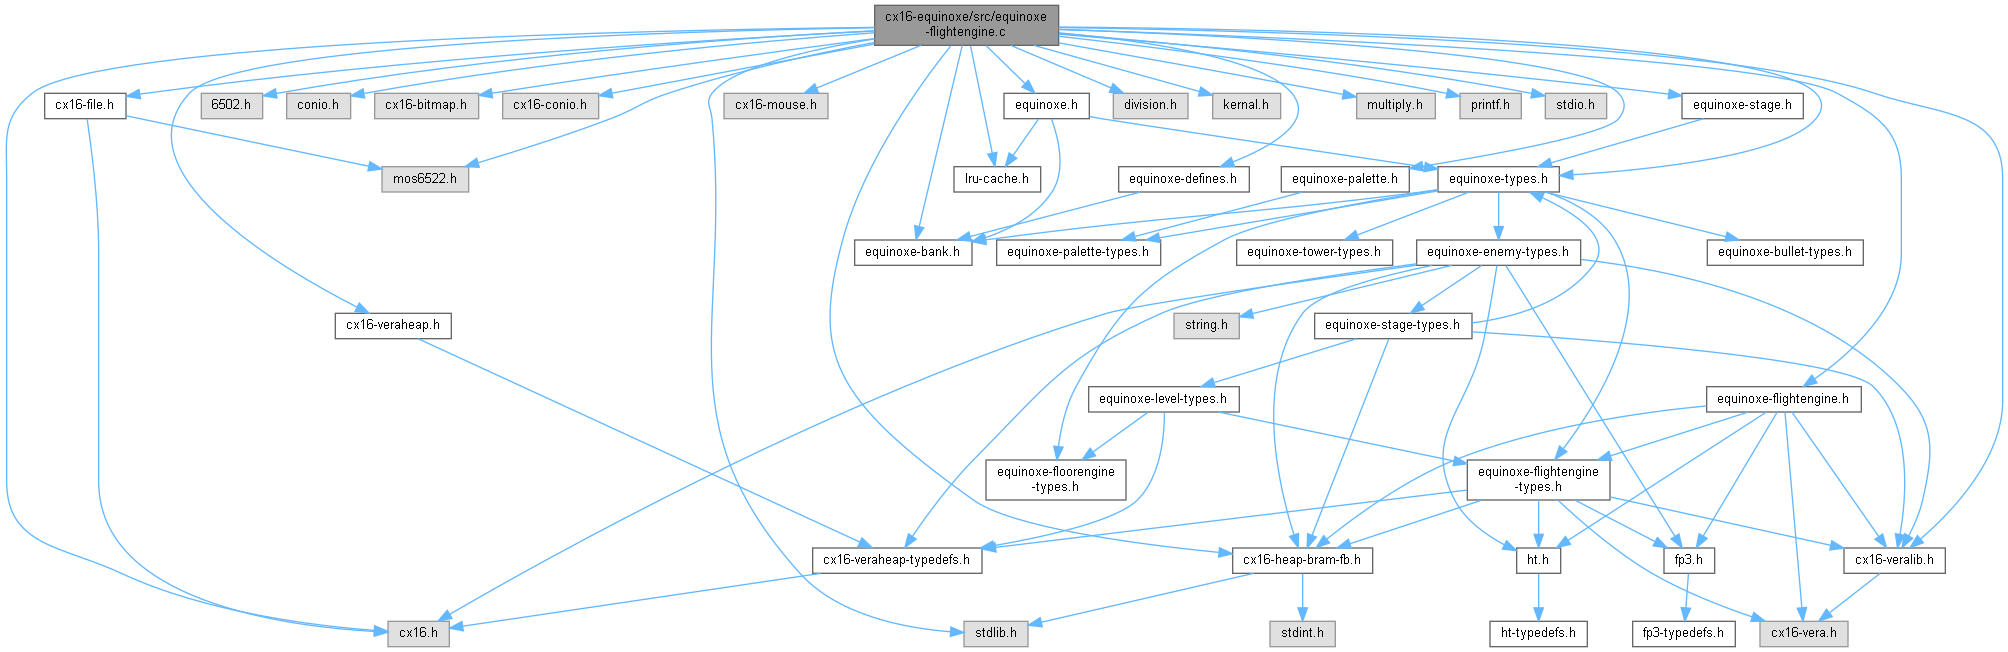 cx16-equinoxe/src/equinoxe
-flightengine.c
cx16-file.h
6502.h
conio.h
cx16-bitmap.h
cx16-conio.h
cx16-mouse.h
equinoxe.h
division.h
kernal.h
multiply.h
printf.h
stdio.h
equinoxe-stage.h
mos6522.h
lru-cache.h
equinoxe-defines.h
equinoxe-palette.h
equinoxe-types.h
equinoxe-bank.h
equinoxe-palette-types.h
equinoxe-tower-types.h
equinoxe-enemy-types.h
equinoxe-bullet-types.h
cx16-veraheap.h
string.h
equinoxe-stage-types.h
equinoxe-level-types.h
equinoxe-flightengine.h
equinoxe-floorengine
-types.h
equinoxe-flightengine
-types.h
cx16-veraheap-typedefs.h
cx16-heap-bram-fb.h
ht.h
fp3.h
cx16-veralib.h
cx16.h
stdlib.h
stdint.h
ht-typedefs.h
fp3-typedefs.h
cx16-vera.h